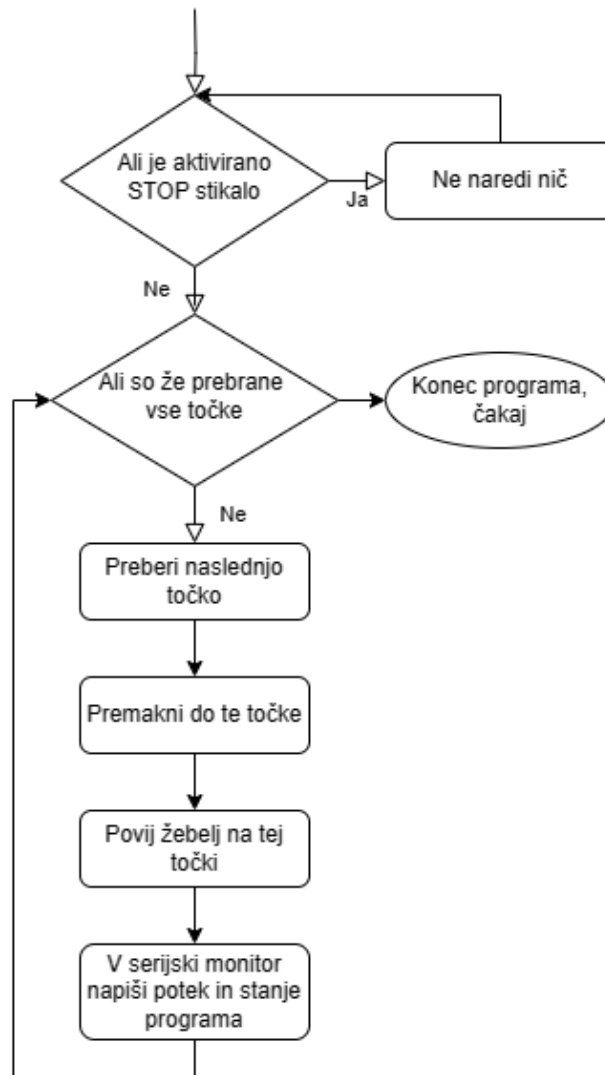 Ali je aktivirano
STOP stikalo
Ja
Ne naredi nič
Ne
Ali so že prebrane
vse točke
Konec programa,
čakaj
Ne
Preberi naslednjo
točko
Premakni do te točke
Povij žebelj na tej
točki
V serijski monitor
napiši potek in stanje
programa